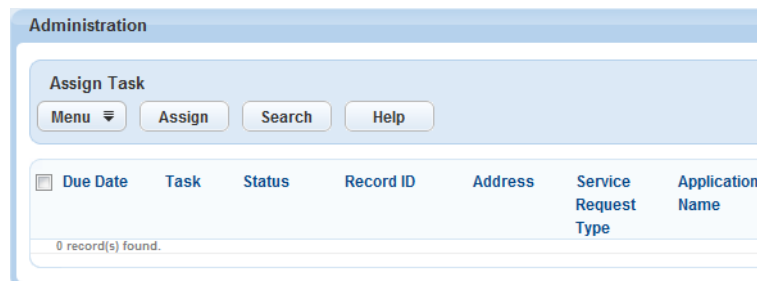 Administration
Assign Task
Menu Assign Search Help
Due Date Task Status Record ID Address Service Request Type Application Name
0 record(s) found.